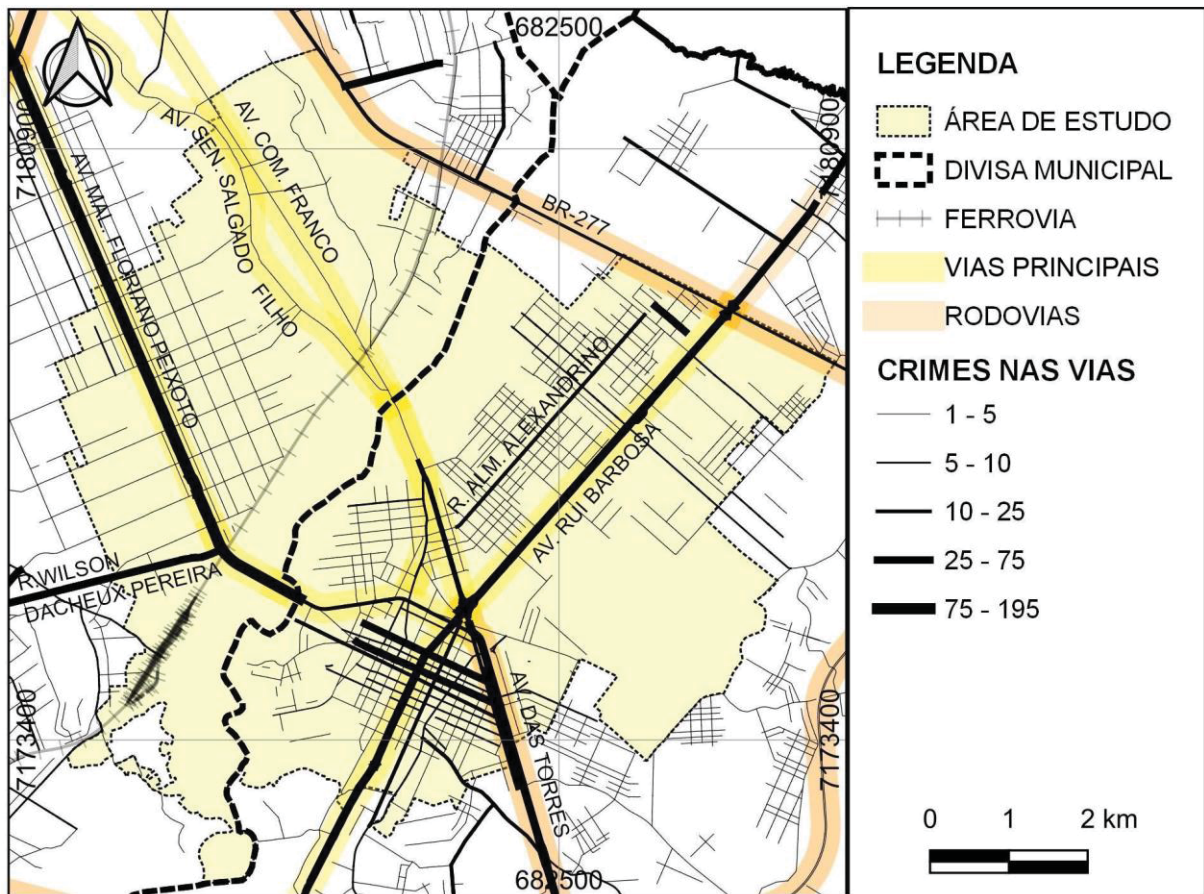 682500
7180900
7180900
AV. COM. FRANCO
AV. SEN. SALGADO FILHO
AV. MAL. FLORIANO PEIXOTO
BR-277
R. ALM. ALEXANDRINO
AV. RUI BARBOSA
R.WILSON
DACHEUX PEREIRA
AV. DAS TORRES
7173400
7173400
682500
LEGENDA
ÁREA DE ESTUDO
DIVISA MUNICIPAL
FERROVIA
VIAS PRINCIPAIS
RODOVIAS
CRIMES NAS VIAS
1 - 5
5 - 10
10 - 25
25 - 75
75 - 195
0 1 2 km